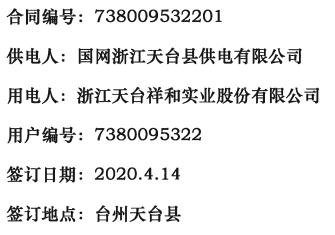 合同编号：738009532201
供电人：国网浙江天台县供电有限公司
用电人：浙江天台祥和实业股份有限公司
用户编号：7380095322
签订日期：2020.4.14
签订地点：台州天台县